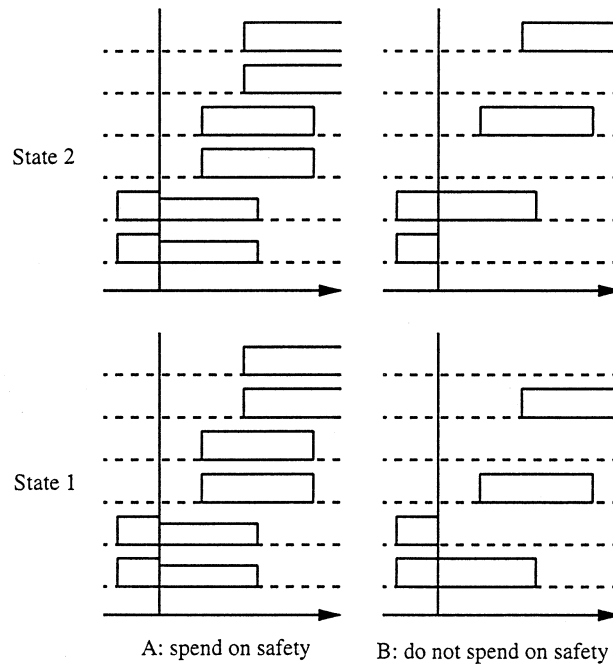 State 2
State 1
A: spend on safety
B: do not spend on safety